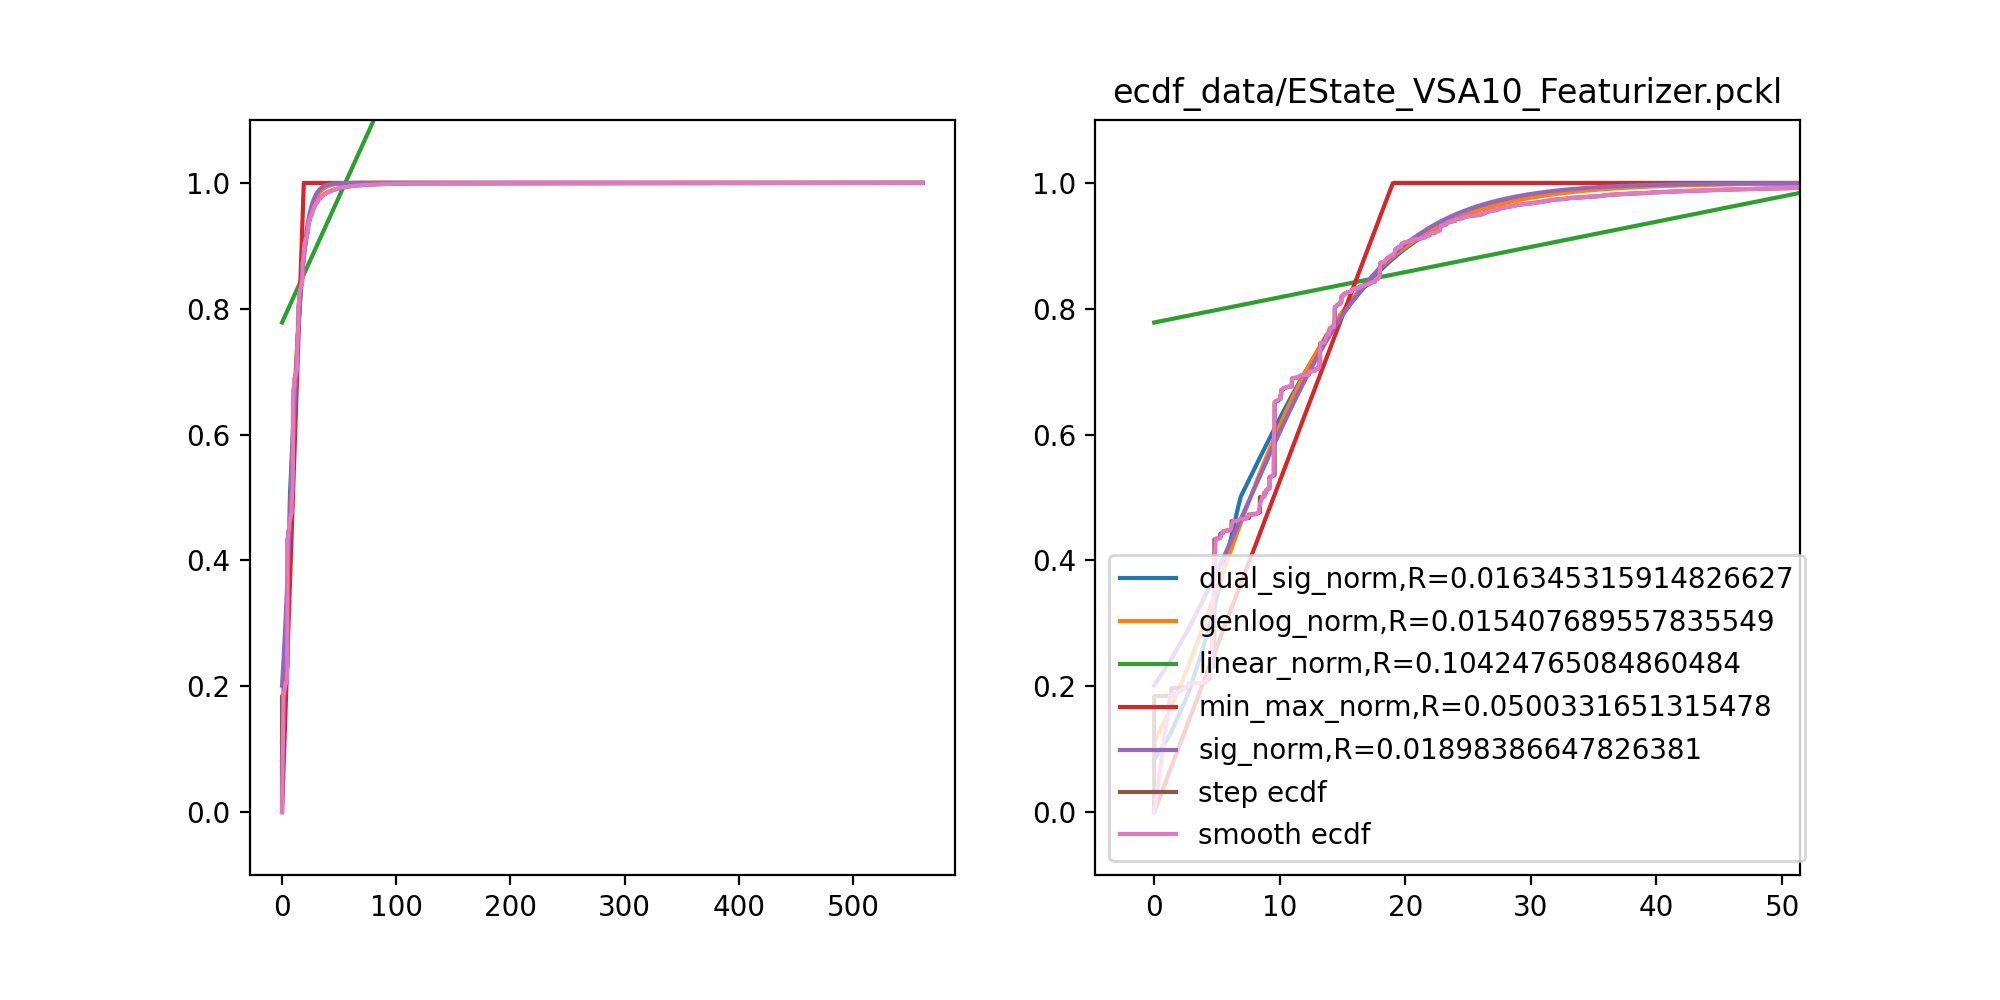 ecdf_data/EState_VSA10_Featurizer.pckl
1.0
0.8
0.6
0.4
0.2
0.0
0 100 200 300 400 500
1.0
0.8
0.6
0.4
0.2
0.0
0 10 20 30 40 50
dual_sig_norm,R=0.016345315914826627
genlog_norm,R=0.015407689557835549
linear_norm,R=0.10424765084860484
min_max_norm,R=0.0500331651315478
sig_norm,R=0.01898386647826381
step ecdf
smooth ecdf